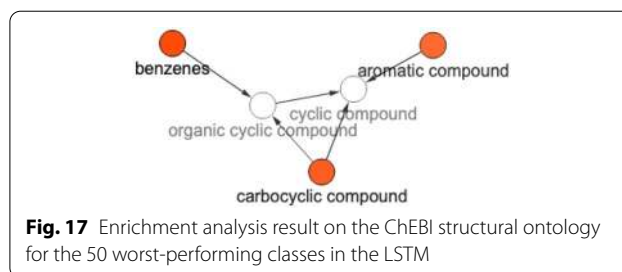 benzenes
aromatic compound
cyclic compound
organic cyclic compound
carbocyclic compound
Fig. 17 Enrichment analysis result on the ChEBI structural ontology
for the 50 worst-performing classes in the LSTM